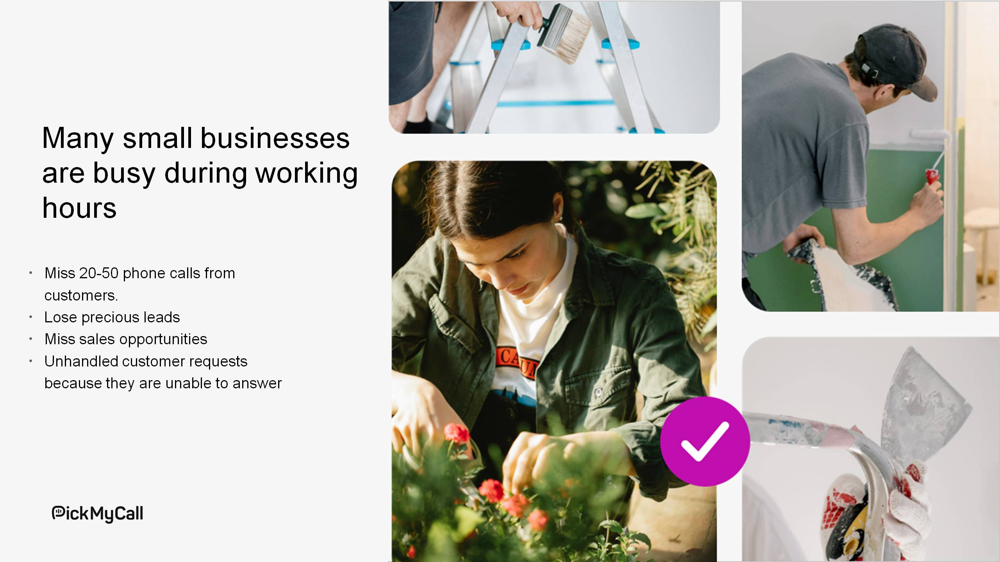 Many small businesses
are busy during working
hours
• Miss 20-50 phone calls from
customers.
• Lose precious leads
• Miss sales opportunities
• Unhandled customer requests
because they are unable to answer
PickMyCall